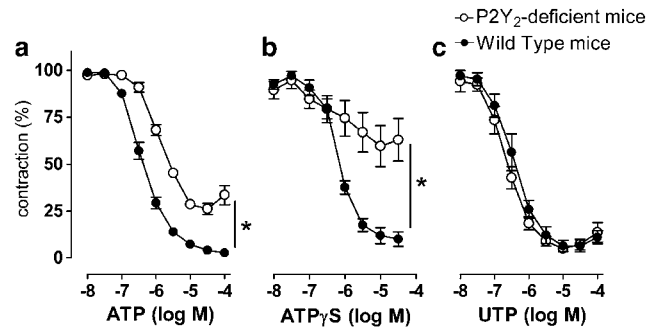 P2Y₂-deficient mice
Wild Type mice
a
b
c
contraction (%)
100
75
50
25
0
-8 -7 -6 -5 -4
ATP (log M)
*
-8 -7 -6 -5 -4
ATPγS (log M)
*
-8 -7 -6 -5 -4
UTP (log M)